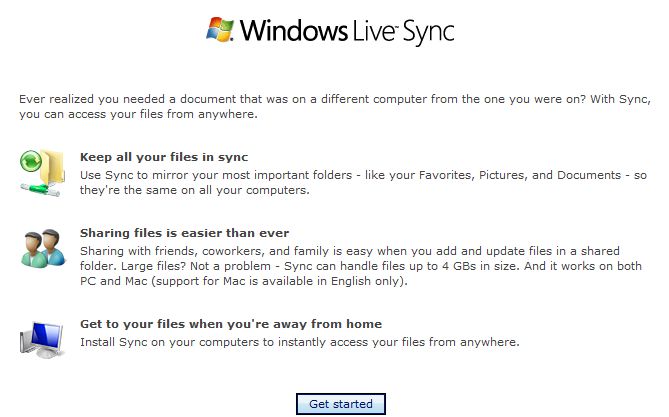 Windows Live™ Sync
Ever realized you needed a document that was on a different computer from the one you were on? With Sync,
you can access your files from anywhere.
Keep all your files in sync
Use Sync to mirror your most important folders - like your Favorites, Pictures, and Documents - so
they're the same on all your computers.
Sharing files is easier than ever
Sharing with friends, coworkers, and family is easy when you add and update files in a shared
folder. Large files? Not a problem - Sync can handle files up to 4 GBs in size. And it works on both
PC and Mac (support for Mac is available in English only).
Get to your files when you're away from home
Install Sync on your computers to instantly access your files from anywhere.
Get started